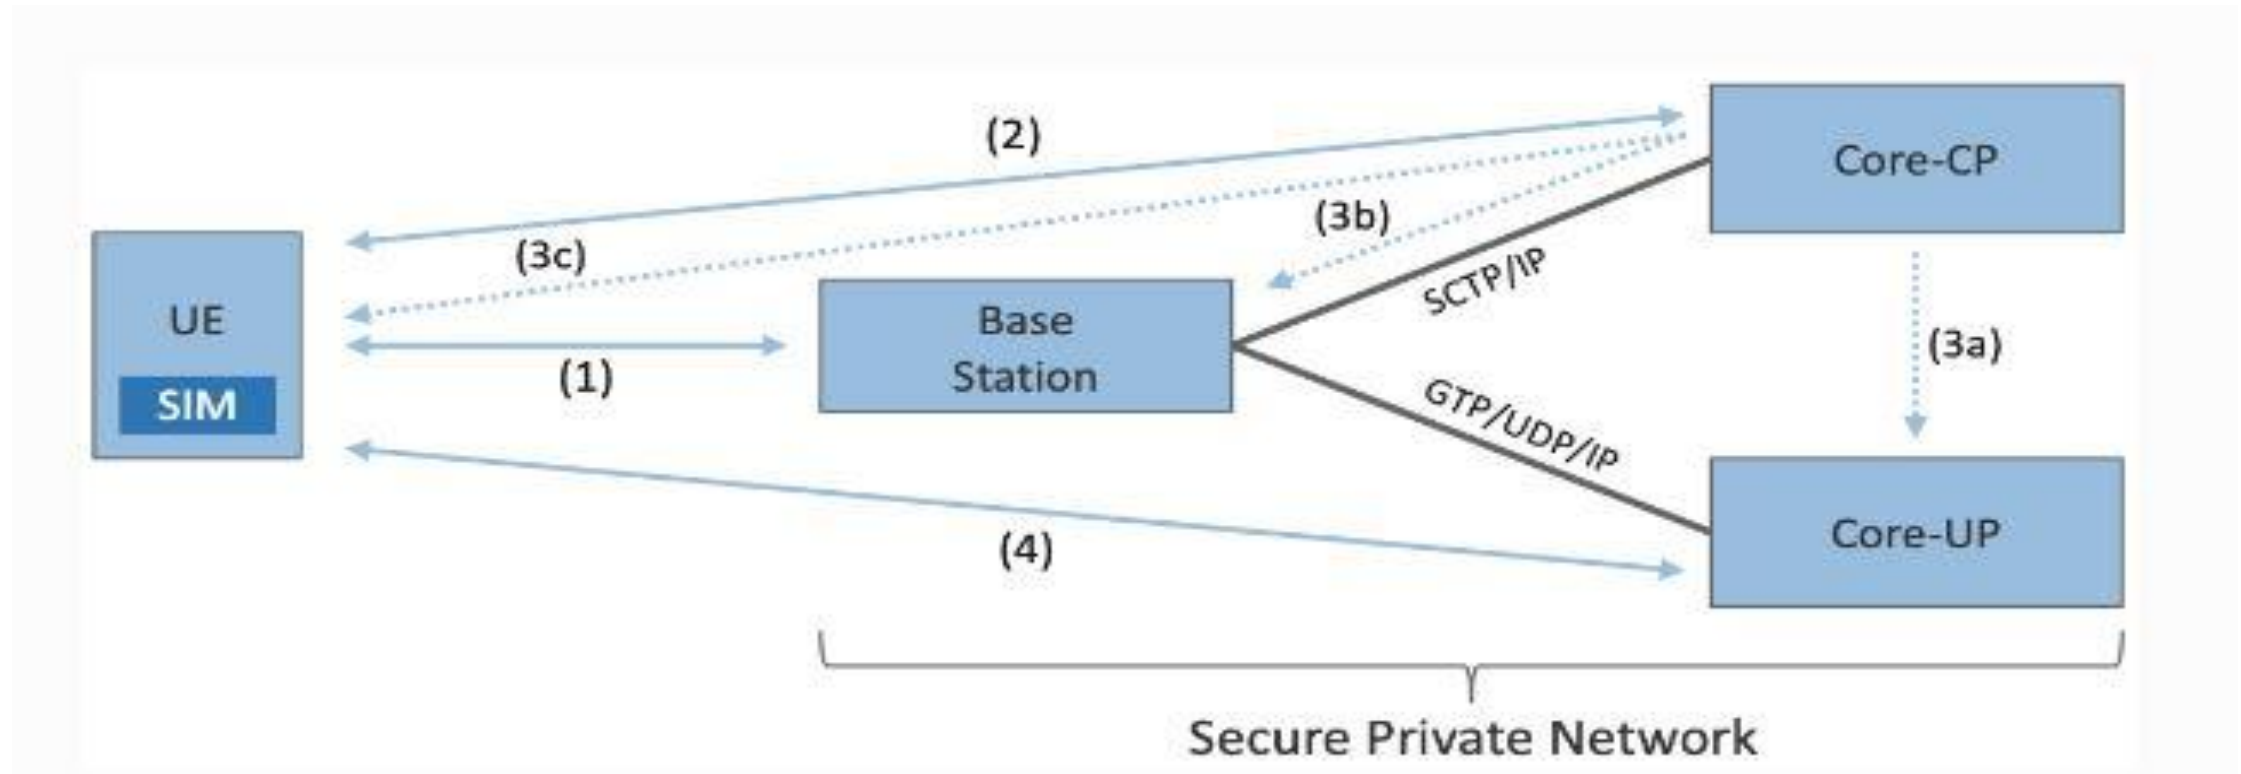 (2)
Core-CP
(3b)
(3c)
SCTP/IP
UE
SIM
(1)
Base
Station
(3a)
GTP/UDP/IP
Core-UP
(4)
Secure Private Network